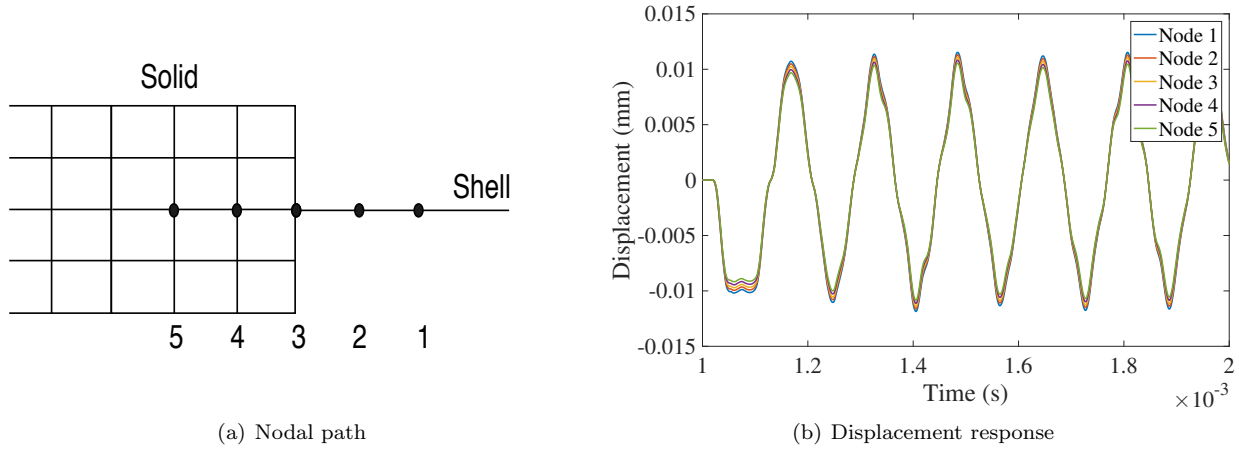 Solid
Shell
5 4 3 2 1
(a) Nodal path
0.015
0.01
0.005
0
-0.005
-0.01
-0.015
Displacement (mm)
Node 1
Node 2
Node 3
Node 4
Node 5
1 1.2 1.4 1.6 1.8 2
Time (s)
×10⁻³
(b) Displacement response